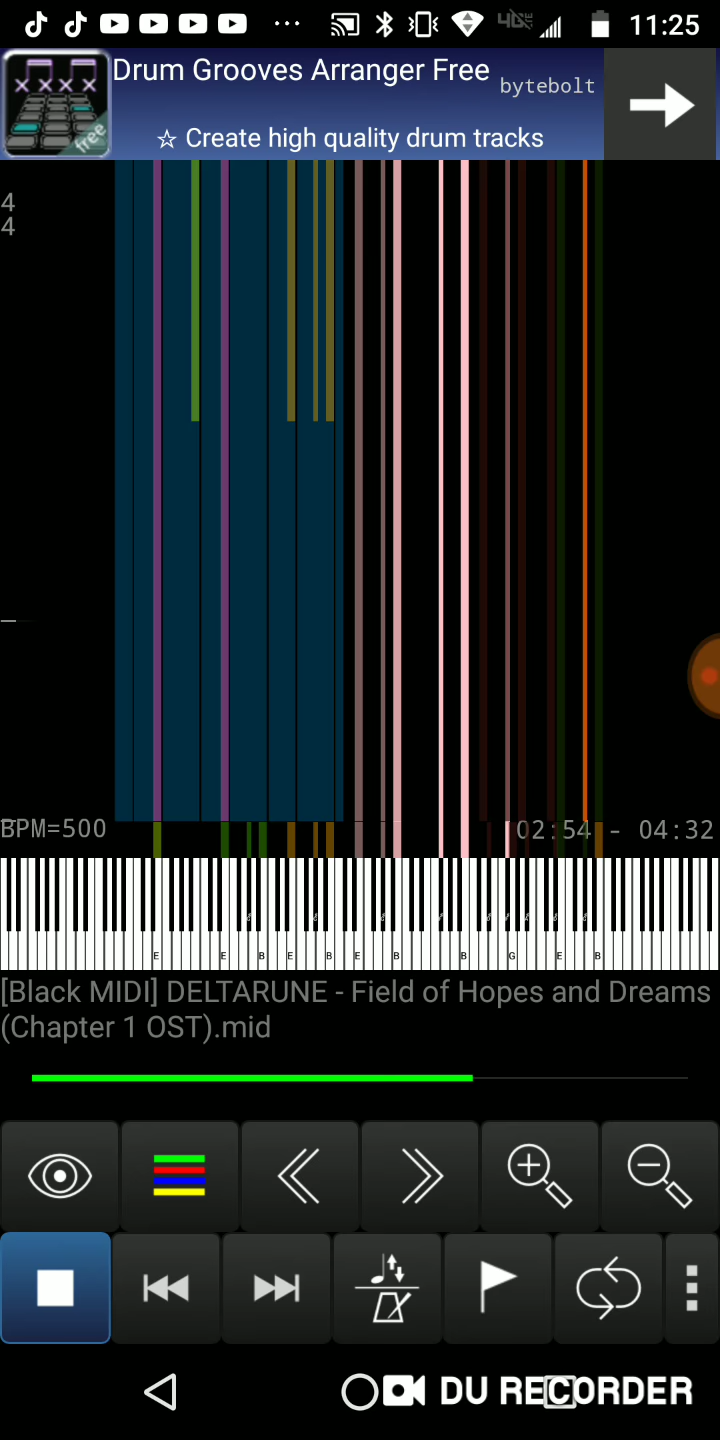 11:25
Drum Grooves Arranger Free
bytebolt
☆ Create high quality drum tracks
free
4
4
BPM=500
02:54 - 04:32
E E B E B E B B G E B
[Black MIDI] DELTARUNE - Field of Hopes and Dreams
(Chapter 1 OST).mid
DU RECORDER